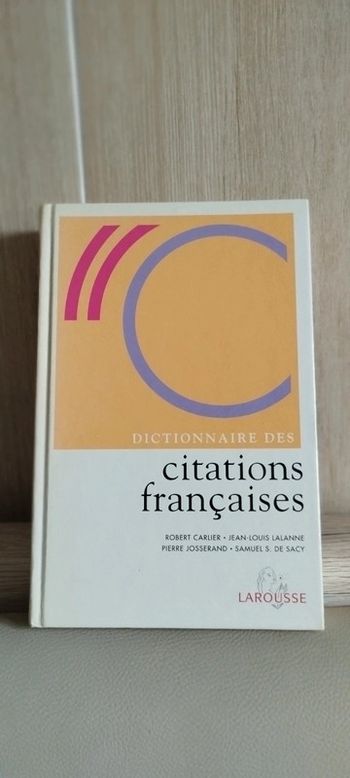 "C
DICTIONNAIRE DES
citations
françaises
ROBERT CARLIER • JEAN-LOUIS LALANNE
PIERRE JOSSERAND • SAMUEL S. DE SACY
LAROUSSE